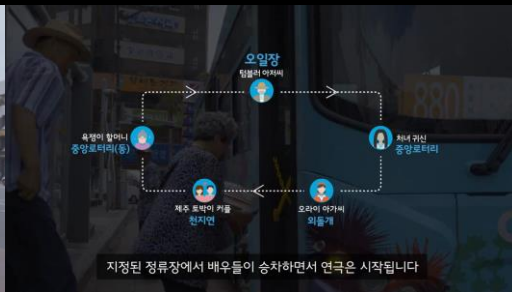 오일장
텀블러 아저씨
욕쟁이 할머니
중앙로터리(동)
처녀 귀신
중앙로터리
제주 토박이 커플
천지연
오라이 아가씨
외돌개
지정된 정류장에서 배우들이 승차하면서 연극은 시작됩니다